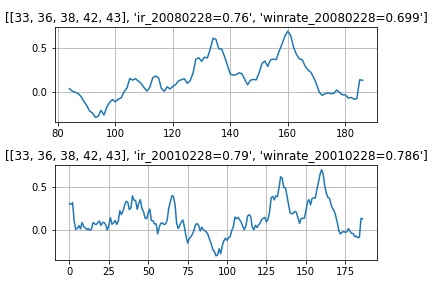 [[33, 36, 38, 42, 43], 'ir_20080228=0.76', 'winrate_20080228=0.699']
0.5
0.0
80 100 120 140 160 180
[[33, 36, 38, 42, 43], 'ir_20010228=0.79', 'winrate_20010228=0.786']
0.5
0.0
0 25 50 75 100 125 150 175